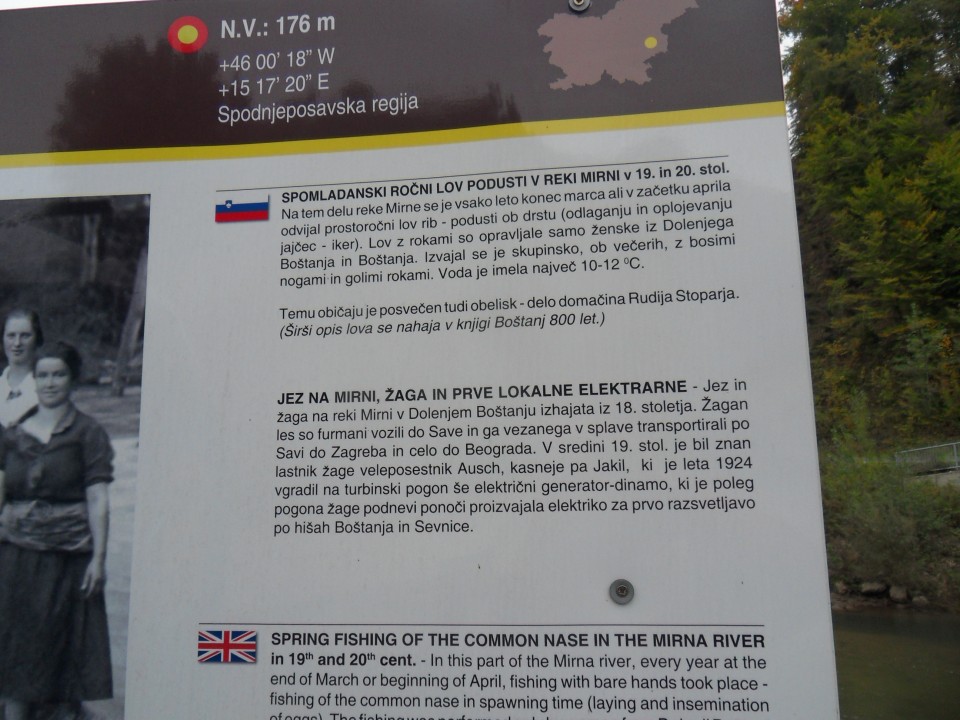 N.V.: 176 m
+46 00' 18" W
+15 17' 20" E
Spodnjeposavska regija
SPOMLADANSKI ROČNI LOV PODUSTI V REKI MIRNI v 19. in 20. stol.
Na tem delu reke Mirne se je vsako leto konec marca ali v začetku aprila
odvijal prostoročni lov rib - podusti ob drstu (odlaganju in oplojevanju
jajčec - iker). Lov z rokami so opravljale samo ženske iz Dolenjega
Boštanja in Boštanja. Izvajal se je skupinsko, ob večerih, z bosimi
nogami in golimi rokami. Voda je imela največ 10-12 ⁰C.
Temu običaju je posvečen tudi obelisk - delo domačina Rudija Stoparja.
(Širši opis lova se nahaja v knjigi Boštanj 800 let.)
JEZ NA MIRNI, ŽAGA IN PRVE LOKALNE ELEKTRARNE - Jez in
žaga na reki Mirni v Dolenjem Boštanju izhajata iz 18. stoletja. Žagan
les so furmani vozili do Save in ga vezanega v splave transportirali po
Savi do Zagreba in celo do Beograda. V sredini 19. stol. je bil znan
lastnik žage veleposestnik Ausch, kasneje pa Jakil, ki je leta 1924
vgradil na turbinski pogon še električni generator-dinamo, ki je poleg
pogona žage podnevi ponoči proizvajala elektriko za prvo razsvetljavo
po hišah Boštanja in Sevnice.
SPRING FISHING OF THE COMMON NASE IN THE MIRNA RIVER
in 19th and 20th cent. - In this part of the Mirna river, every year at the
end of March or beginning of April, fishing with bare hands took place -
fishing of the common nase in spawning time (laying and insemination
of eggs). The fishing was performed